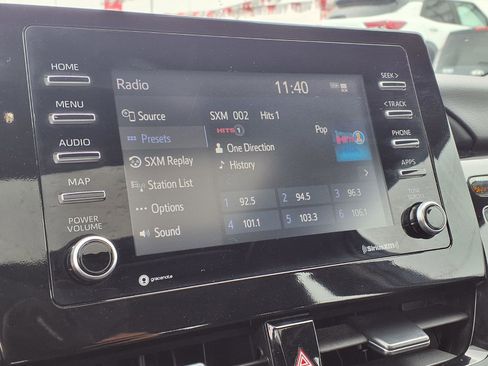 HOME
MENU
AUDIO
MAP
POWER
VOLUME
Radio
11:40
Source
Presets
SXM Replay
Station List
Options
Sound
SXM 002 Hits 1
HITS 1
Pop
One Direction
History
1 92.5
2 94.5
3 96.3
4 101.1
5 103.3
6 106.1
SEEK >
< TRACK
PHONE
APPS
TUNE
SCROLL
SiriusXM
gracenote